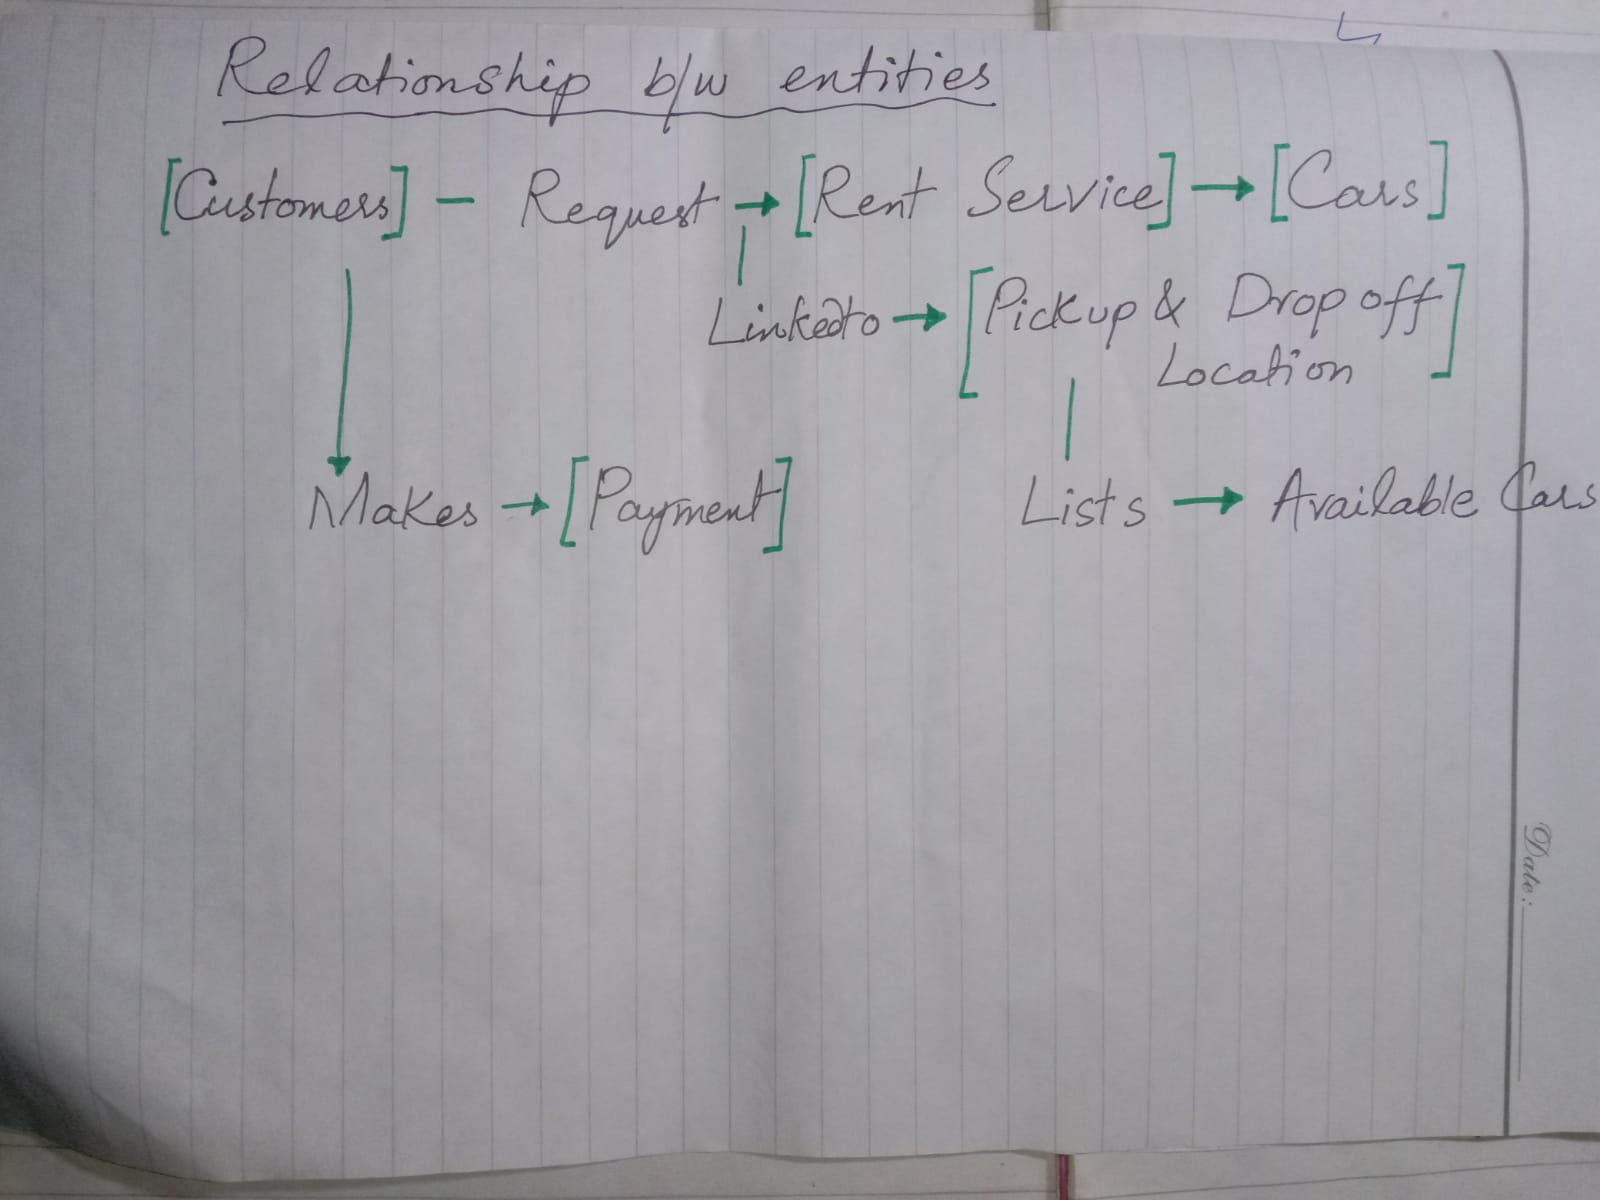 Relationship b/w entities
[Customers] - Request → [Rent Service] → [Cars]
Linkedto → [Pickup & Drop off
Location]
Makes → [Payment]
Lists → Available Cars
Date: